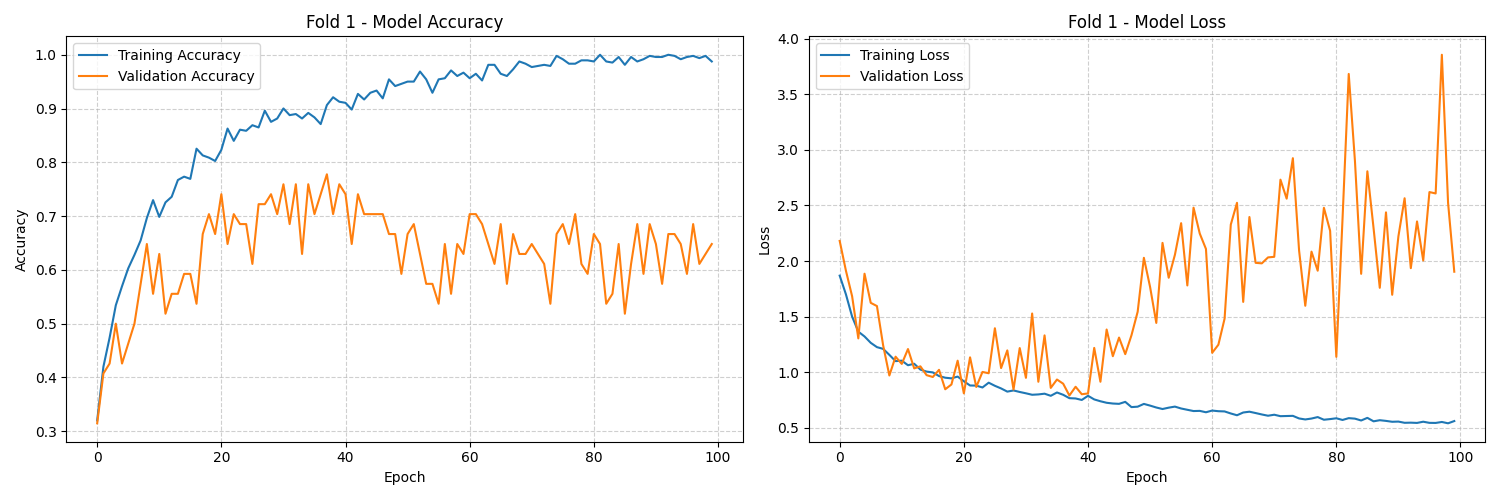 Fold 1 - Model Accuracy
Training Accuracy
Validation Accuracy
Accuracy
1.0
0.9
0.8
0.7
0.6
0.5
0.4
0.3
0 20 40 60 80 100
Epoch
Fold 1 - Model Loss
Training Loss
Validation Loss
Loss
4.0
3.5
3.0
2.5
2.0
1.5
1.0
0.5
0 20 40 60 80 100
Epoch